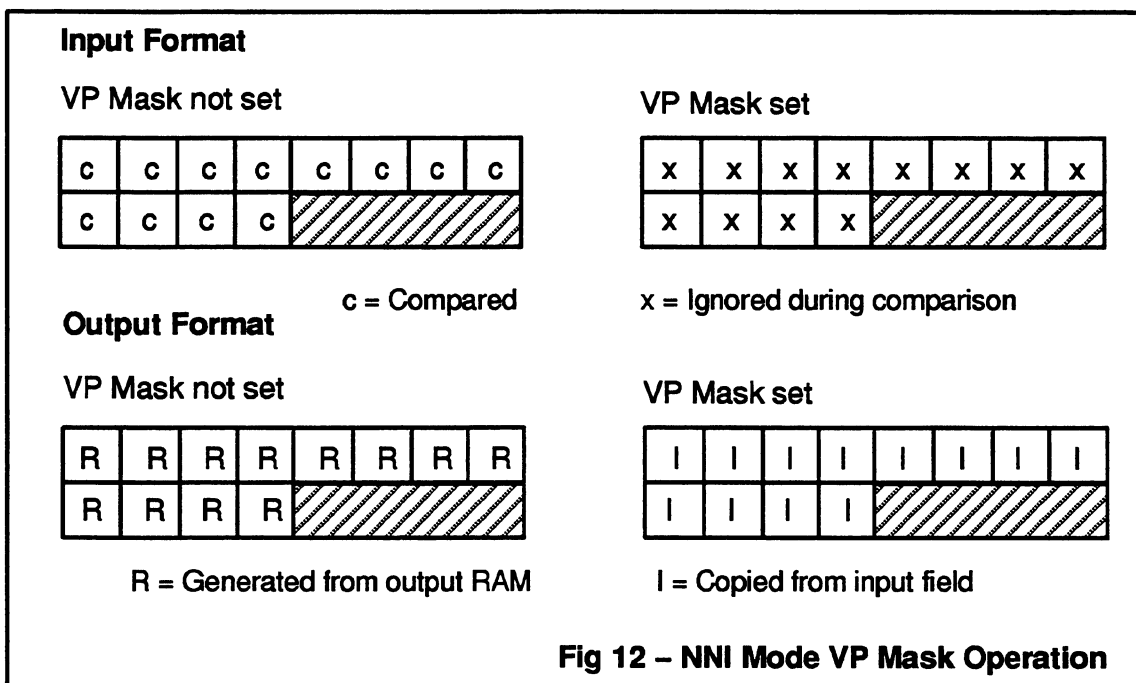 Input Format
VP Mask not set
VP Mask set
c c c c c c c c
x x x x x x x x
c c c c
x x x x
c = Compared
x = Ignored during comparison
Output Format
VP Mask not set
VP Mask set
R R R R R R R R
I I I I I I I I
R R R R
I I I I
R = Generated from output RAM
I = Copied from input field
Fig 12 – NNI Mode VP Mask Operation